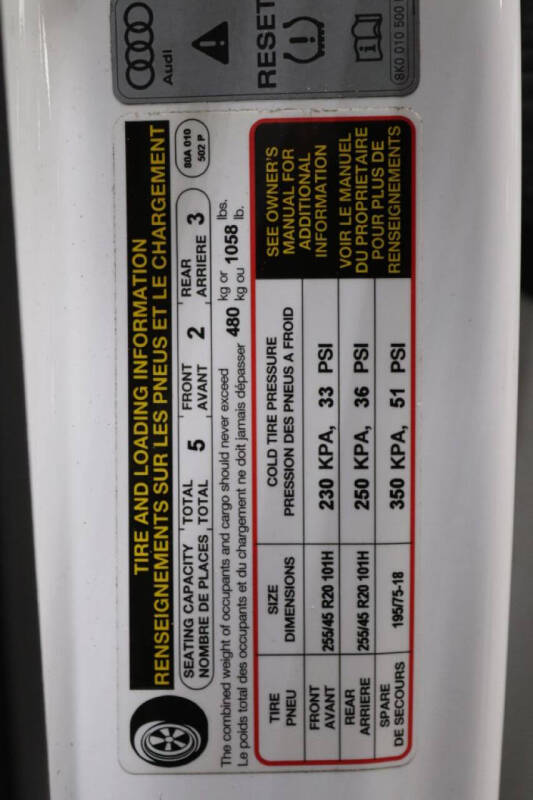 Audi
RESET
8K0 010 500
TIRE AND LOADING INFORMATION
RENSEIGNEMENTS SUR LES PNEUS ET LE CHARGEMENT
80A 010
502 P
SEATING CAPACITY TOTAL 5 FRONT 2 REAR 3
NOMBRE DE PLACES TOTAL AVANT ARRIERE
The combined weight of occupants and cargo should never exceed 480 kg or 1058 lbs.
Le poids total des occupants et du chargement ne doit jamais dépasser kg ou lb.
TIRE SIZE COLD TIRE PRESSURE
PNEU DIMENSIONS PRESSION DES PNEUS A FROID
FRONT
AVANT 255/45 R20 101H 230 KPA, 33 PSI
REAR
ARRIERE 255/45 R20 101H 250 KPA, 36 PSI
SPARE
DE SECOURS 195/75-18 350 KPA, 51 PSI
SEE OWNER'S
MANUAL FOR
ADDITIONAL
INFORMATION
VOIR LE MANUEL
DU PROPRIETAIRE
POUR PLUS DE
RENSEIGNEMENTS